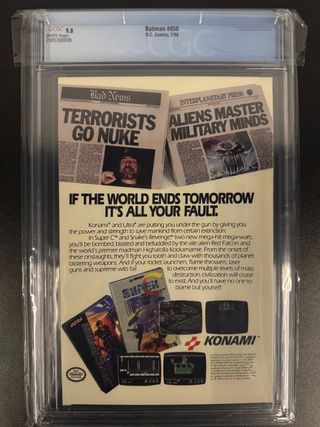 CGC
9.8
WHITE Pages
Batman #450
D.C. Comics, 7/90
Bad News
INTERPLANETARY PRESS
TERRORISTS
GO NUKE
ALIENS MASTER
MILITARY MINDS
IF THE WORLD ENDS TOMORROW
IT'S ALL YOUR FAULT.
Konami® and Ultra® are putting you under the gun by giving you
the power and strength to save mankind from certain extinction
in Super C™ and Snake's Revenge™ two new mega-hit mega-wars,
you'll be bombed, blasted and befuddled by the vile alien Red Falcon and
the world's premier madman Higharolla Kockamamie. From the onset of
these onslaughts, they'll fight you tooth and claw with thousands of planet
blistering weapons. And if your rocket launchers, flame throwers, laser
guns and supreme wits fail
to overcome multiple levels of mass
destruction, civilization will cease
to exist. And you'll have no one to
blame but yourself.
KONAMI®